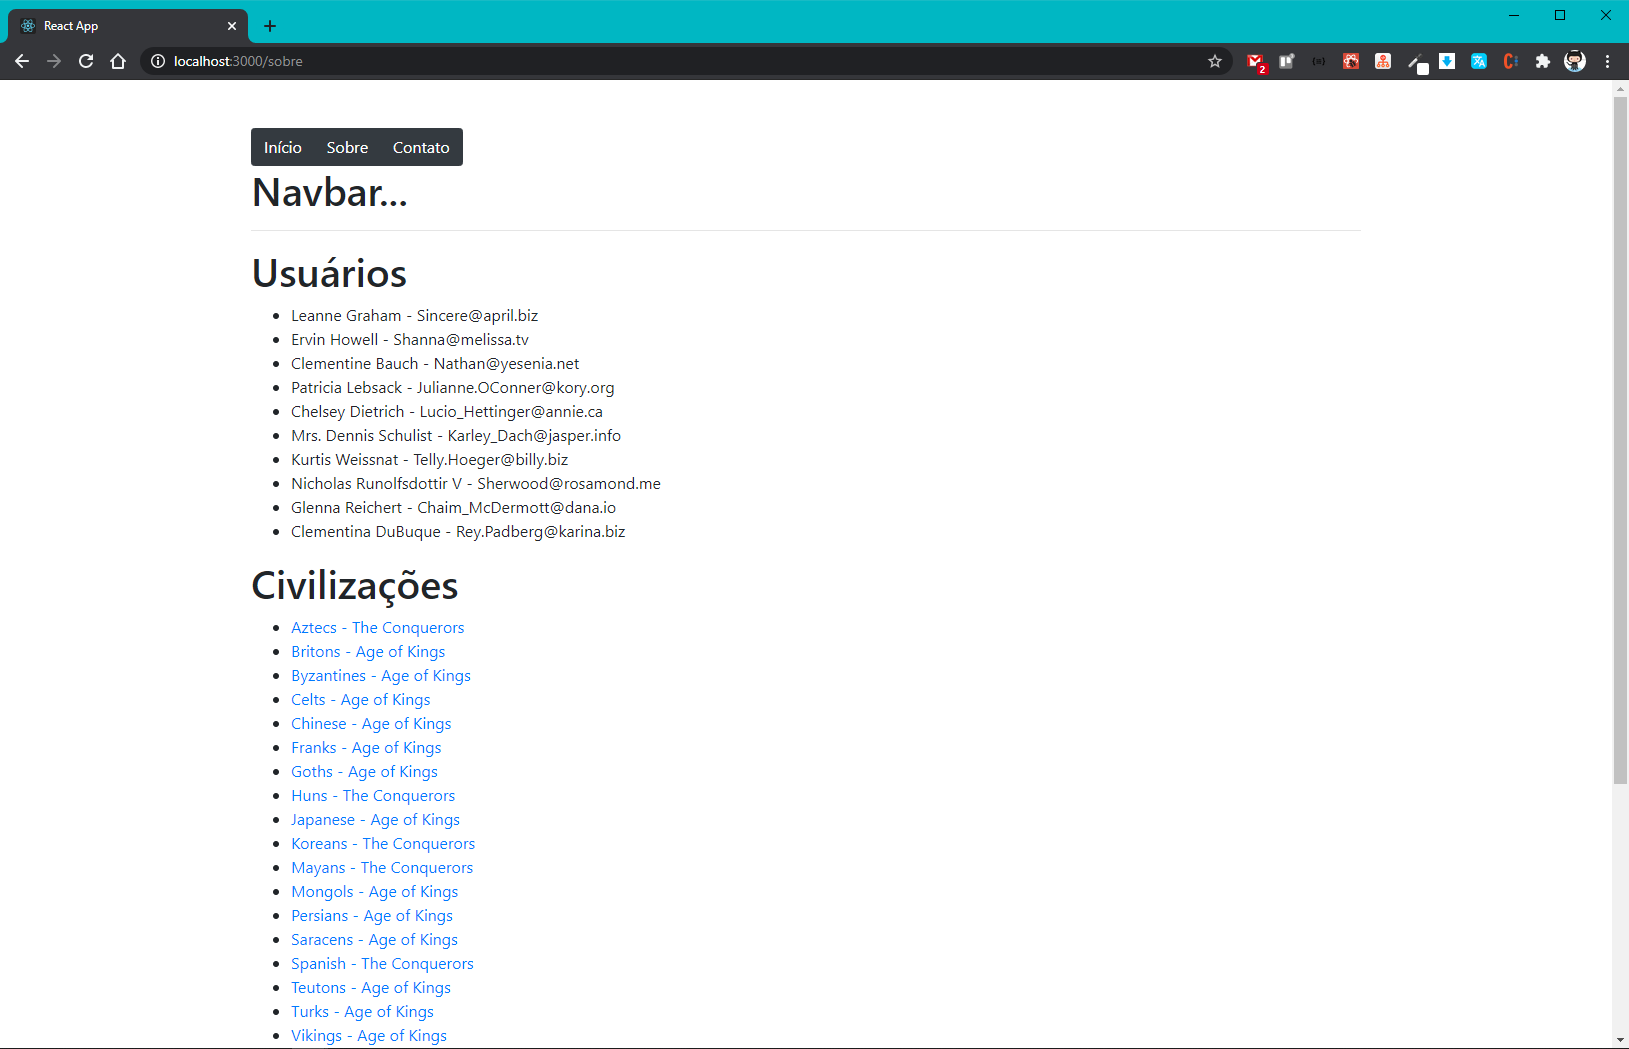 React App
localhost:3000/sobre
2
Início Sobre Contato
Navbar...
Usuários
Leanne Graham - Sincere@april.biz
Ervin Howell - Shanna@melissa.tv
Clementine Bauch - Nathan@yesenia.net
Patricia Lebsack - Julianne.OConner@kory.org
Chelsey Dietrich - Lucio_Hettinger@annie.ca
Mrs. Dennis Schulist - Karley_Dach@jasper.info
Kurtis Weissnat - Telly.Hoeger@billy.biz
Nicholas Runolfsdottir V - Sherwood@rosamond.me
Glenna Reichert - Chaim_McDermott@dana.io
Clementina DuBuque - Rey.Padberg@karina.biz
Civilizações
Aztecs - The Conquerors
Britons - Age of Kings
Byzantines - Age of Kings
Celts - Age of Kings
Chinese - Age of Kings
Franks - Age of Kings
Goths - Age of Kings
Huns - The Conquerors
Japanese - Age of Kings
Koreans - The Conquerors
Mayans - The Conquerors
Mongols - Age of Kings
Persians - Age of Kings
Saracens - Age of Kings
Spanish - The Conquerors
Teutons - Age of Kings
Turks - Age of Kings
Vikings - Age of Kings